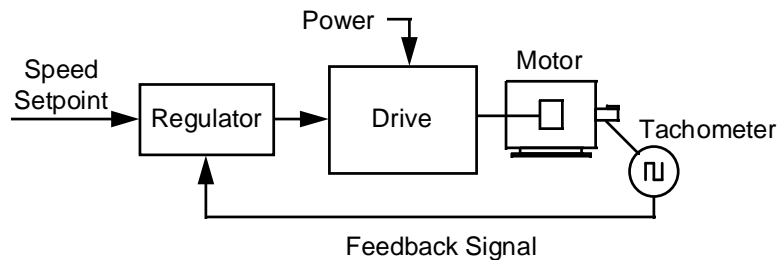 Power
Speed
Setpoint
Regulator
Drive
Motor
Tachometer
Feedback Signal